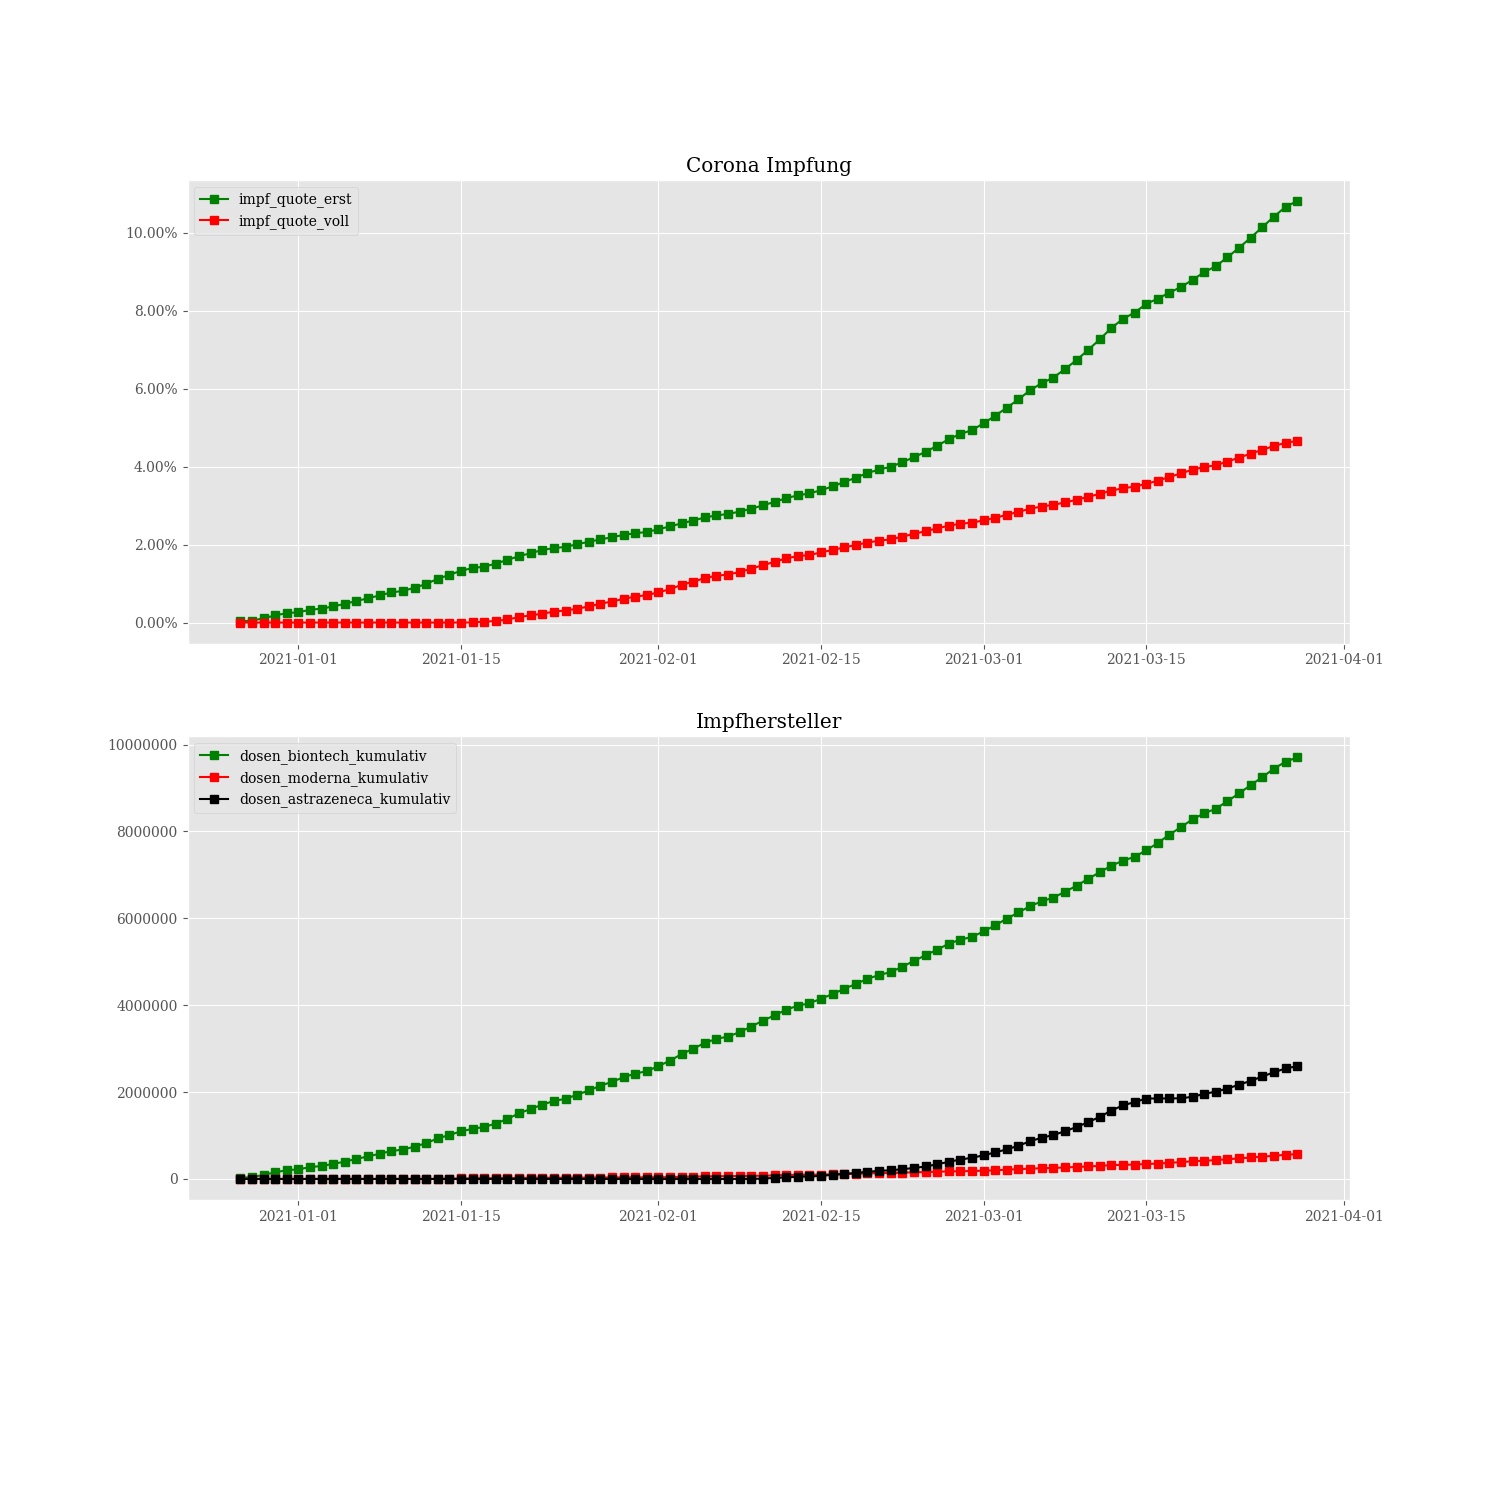 Corona Impfung
impf_quote_erst
impf_quote_voll
10.00%
8.00%
6.00%
4.00%
2.00%
0.00%
2021-01-01 2021-01-15 2021-02-01 2021-02-15 2021-03-01 2021-03-15 2021-04-01
Impfhersteller
dosen_biontech_kumulativ
dosen_moderna_kumulativ
dosen_astrazeneca_kumulativ
10000000
8000000
6000000
4000000
2000000
0
2021-01-01 2021-01-15 2021-02-01 2021-02-15 2021-03-01 2021-03-15 2021-04-01